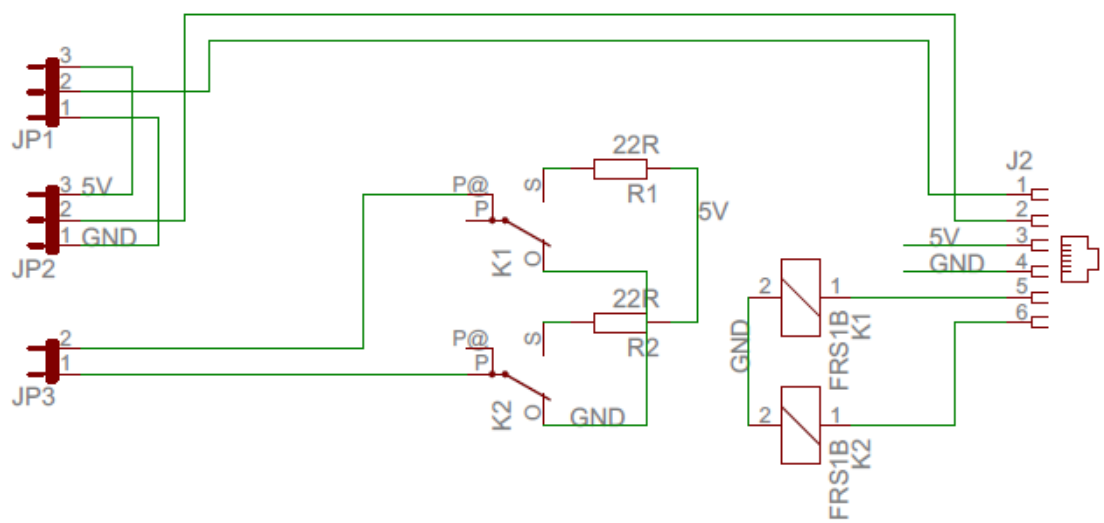 3
2
1
JP1
3
5V
2
1
GND
JP2
2
1
JP3
P@
P
S
O
K1
22R
R1
5V
P@
P
S
O
K2
22R
R2
GND
2
1
FRS1B
K1
GND
2
1
FRS1B
K2
J2
1
2
5V
3
GND
4
5
6